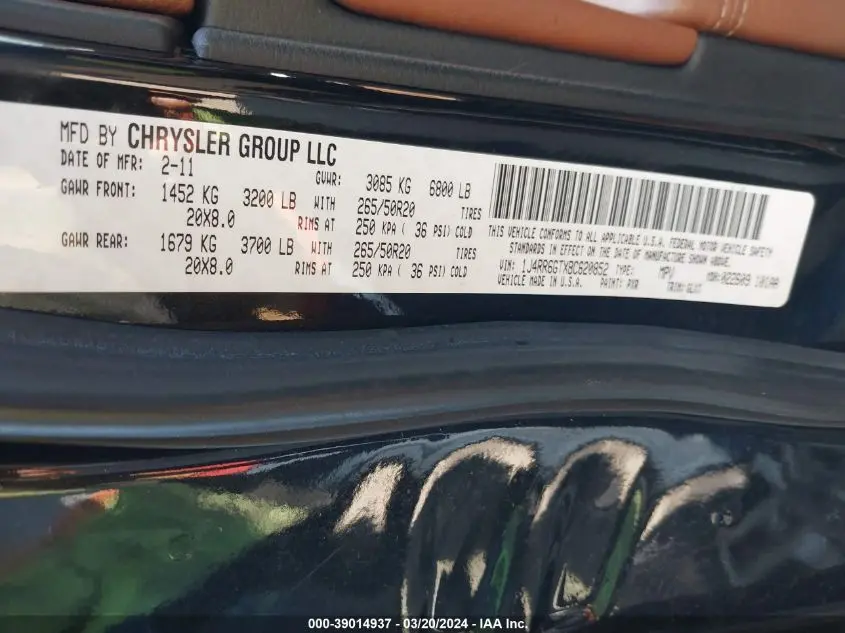 MFD BY CHRYSLER GROUP LLC
DATE OF MFR: 2-11 GVWR: 3085 KG 6800 LB
GAWR FRONT: 1452 KG 3200 LB WITH 265/50R20 TIRES
20X8.0 RIMS AT 250 KPA ( 36 PSI) COLD
GAWR REAR: 1679 KG 3700 LB WITH 265/50R20 TIRES
20X8.0 RIMS AT 250 KPA ( 36 PSI) COLD
THIS VEHICLE CONFORMS TO ALL APPLICABLE U.S.A. FEDERAL MOTOR VEHICLE SAFETY
STANDARDS IN EFFECT ON THE DATE OF MANUFACTURE SHOWN ABOVE.
VIN: 1J4RR6GTXBC620852 TYPE: MPV MDH: 022609
VEHICLE MADE IN U.S.A. PAINT: PXR TRIM:
000-39014937 - 03/20/2024 - IAA Inc.